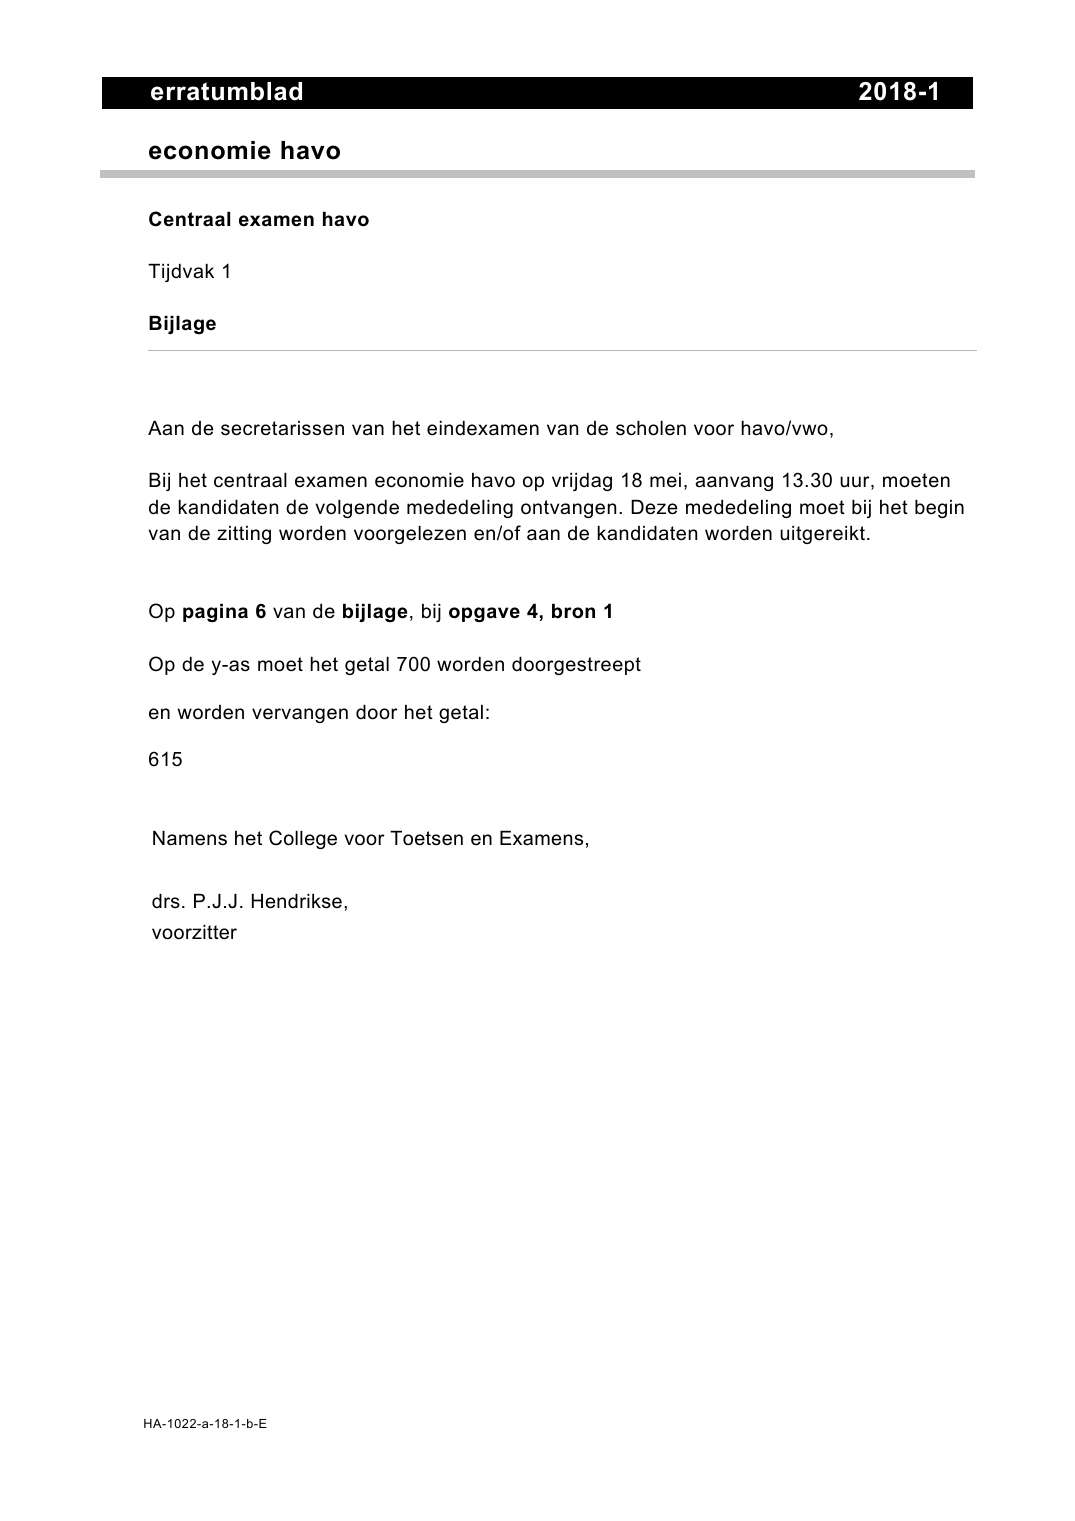 erratumblad 2018-1
economie havo
Centraal examen havo
Tijdvak 1
Bijlage
Aan de secretarissen van het eindexamen van de scholen voor havo/vwo,
Bij het centraal examen economie havo op vrijdag 18 mei, aanvang 13.30 uur, moeten
de kandidaten de volgende mededeling ontvangen. Deze mededeling moet bij het begin
van de zitting worden voorgelezen en/of aan de kandidaten worden uitgereikt.
Op pagina 6 van de bijlage, bij opgave 4, bron 1
Op de y-as moet het getal 700 worden doorgestreept
en worden vervangen door het getal:
615
Namens het College voor Toetsen en Examens,
drs. P.J.J. Hendrikse,
voorzitter
HA-1022-a-18-1-b-E